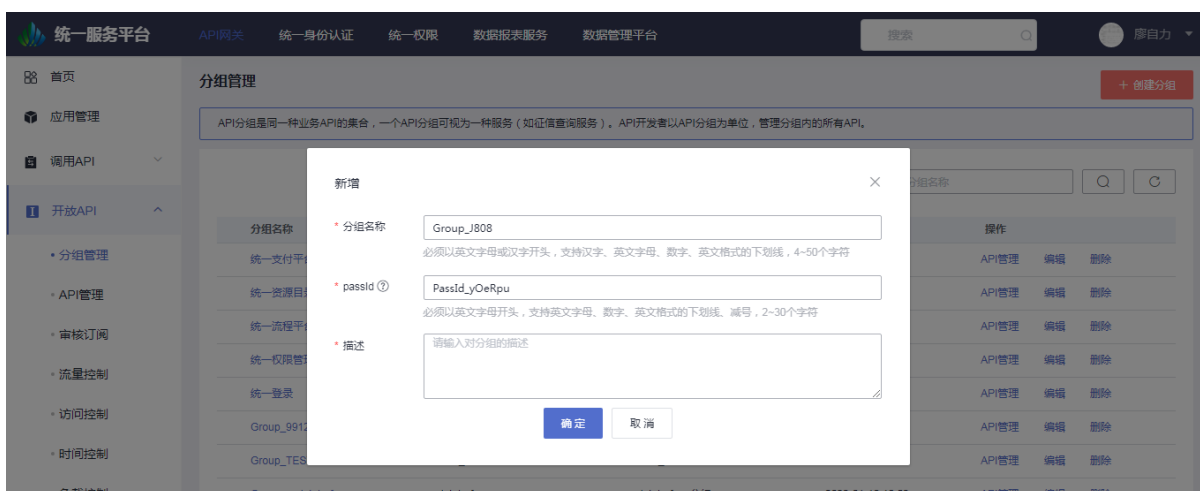 统一服务平台 API网关 统一身份认证 统一权限 数据报表服务 数据管理平台 搜索 廖自力
首页
分组管理
+ 创建分组
应用管理
API分组是同一种业务API的集合，一个API分组可视为一种服务（如征信查询服务）。API开发者以API分组为单位，管理分组内的所有API。
调用API
新增
分组名称
开放API
* 分组名称 Group_J808
必须以英文字母或汉字开头，支持汉字、英文字母、数字、英文格式的下划线，4~50个字符
分组名称 操作
分组管理
统一支付平 API管理 编辑 删除
* passId PassId_yOeRpu
必须以英文字母开头，支持英文字母、数字、英文格式的下划线、减号，2~30个字符
API管理
统一资源目 API管理 编辑 删除
审核订阅
统一流程平 API管理 编辑 删除
* 描述 请输入对分组的描述
统一权限管 API管理 编辑 删除
流量控制
统一登录 API管理 编辑 删除
访问控制
确定 取消
Group_9912 API管理 编辑 删除
时间控制
Group_TES API管理 编辑 删除